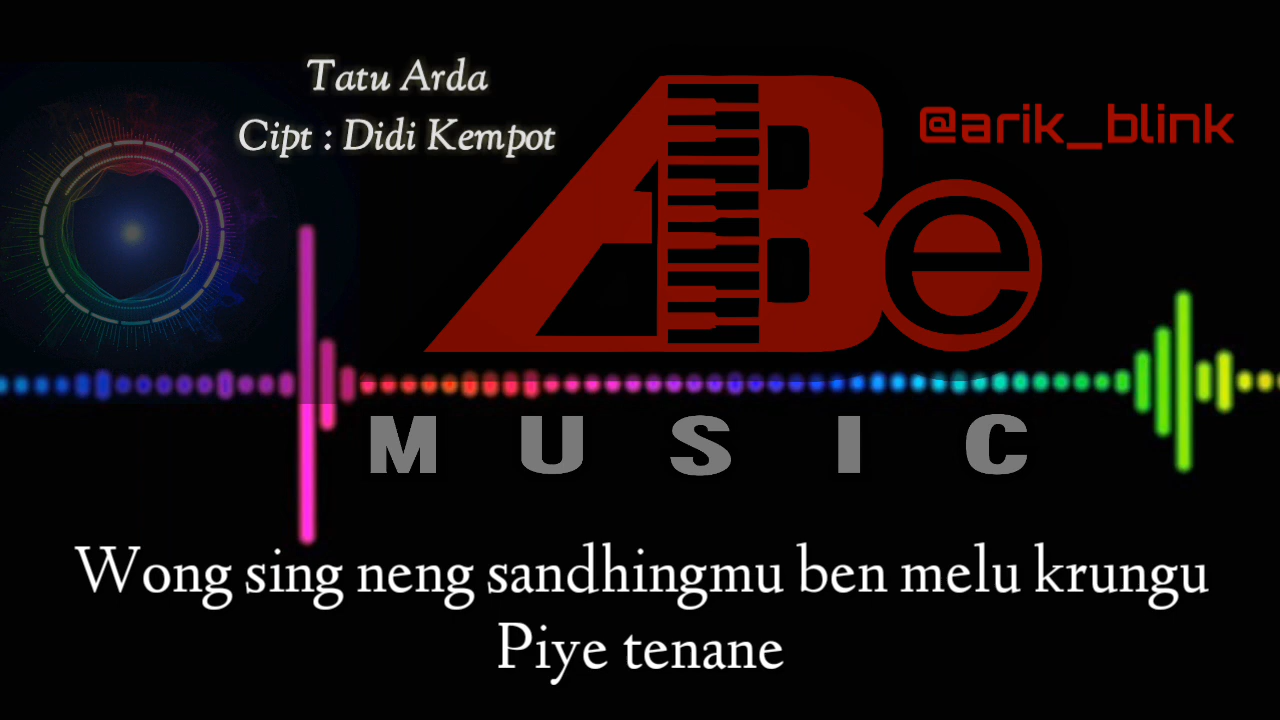 Tatu Arda
Cipt : Didi Kempot
@arik_blink
ABe
MUSIC
Wong sing neng sandhingmu ben melu krungu
Piye tenane